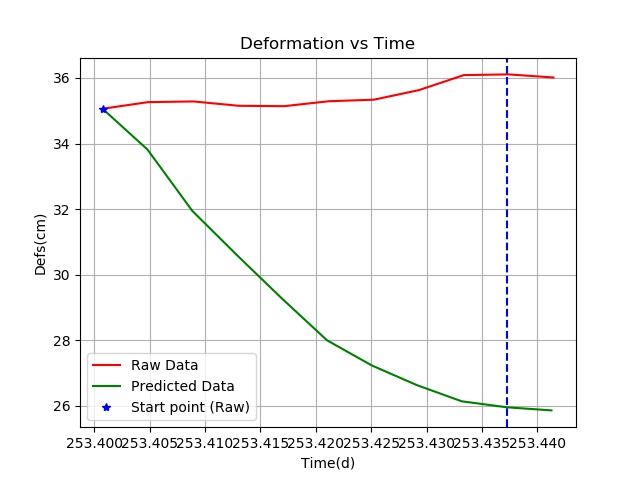 Deformation vs Time
36
34
32
30
28
26
Defs(cm)
Raw Data
Predicted Data
Start point (Raw)
253.400 253.405 253.410 253.415 253.420 253.425 253.430 253.435 253.440
Time(d)